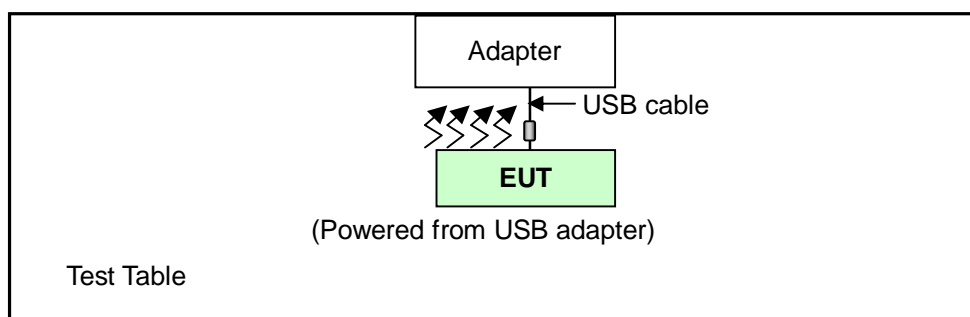 Adapter
USB cable
EUT
(Powered from USB adapter)
Test Table